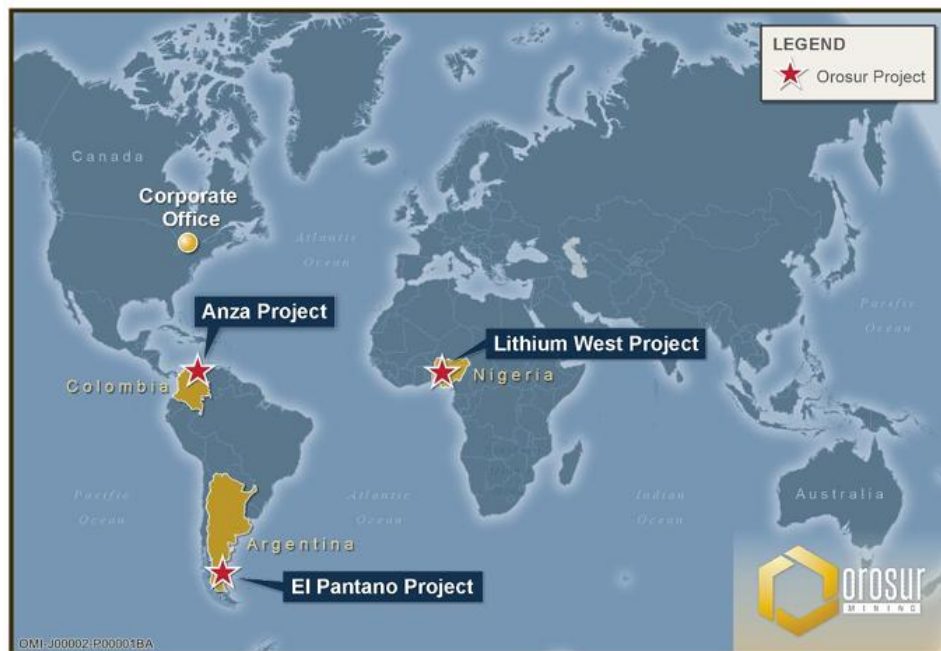 LEGEND
Orosur Project
Canada
Corporate
Office
Atlantic
Ocean
Pacific
Ocean
Anza Project
Lithium West Project
Colombia
Nigeria
Pacific
Ocean
Atlantic
Ocean
Indian
Ocean
Australia
Argentina
El Pantano Project
orosur
MINING
OMI-J00002-P00001BA